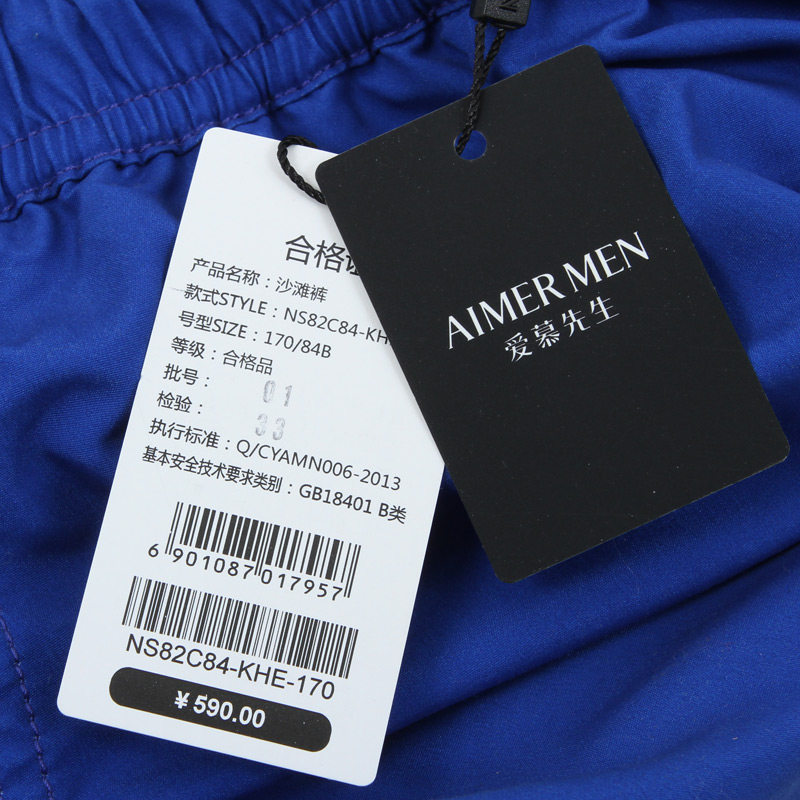 合格
产品名称：沙滩裤
款式STYLE：NS82C84-KH
号型SIZE：170/84B
等级：合格品
批号： 01
检验： 33
执行标准：Q/CYAMN006-2013
基本安全技术要求类别：GB18401 B类
6 901087 017957
NS82C84-KHE-170
¥590.00
AIMER MEN
爱慕先生